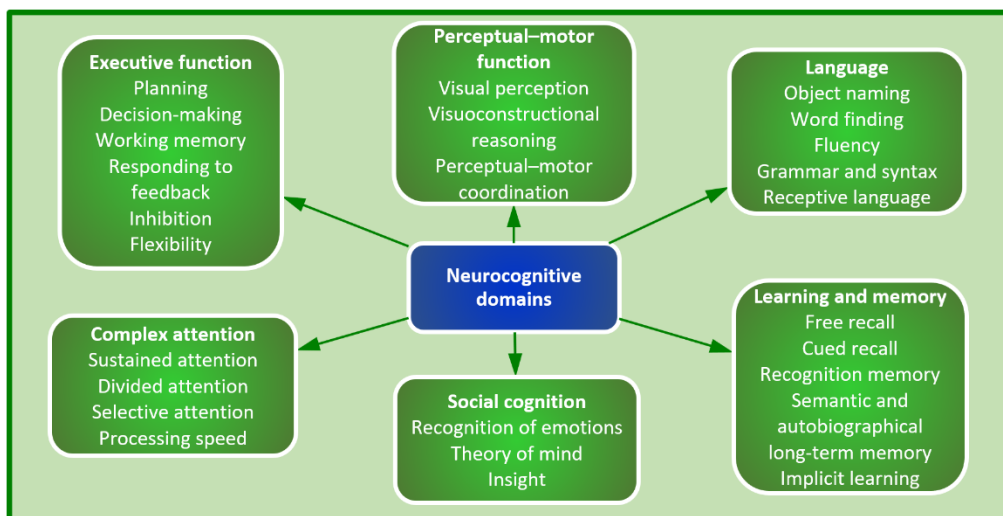 Executive function
Planning
Decision-making
Working memory
Responding to
feedback
Inhibition
Flexibility
Perceptual–motor
function
Visual perception
Visuoconstructional
reasoning
Perceptual–motor
coordination
Language
Object naming
Word finding
Fluency
Grammar and syntax
Receptive language
Neurocognitive
domains
Complex attention
Sustained attention
Divided attention
Selective attention
Processing speed
Social cognition
Recognition of emotions
Theory of mind
Insight
Learning and memory
Free recall
Cued recall
Recognition memory
Semantic and
autobiographical
long-term memory
Implicit learning